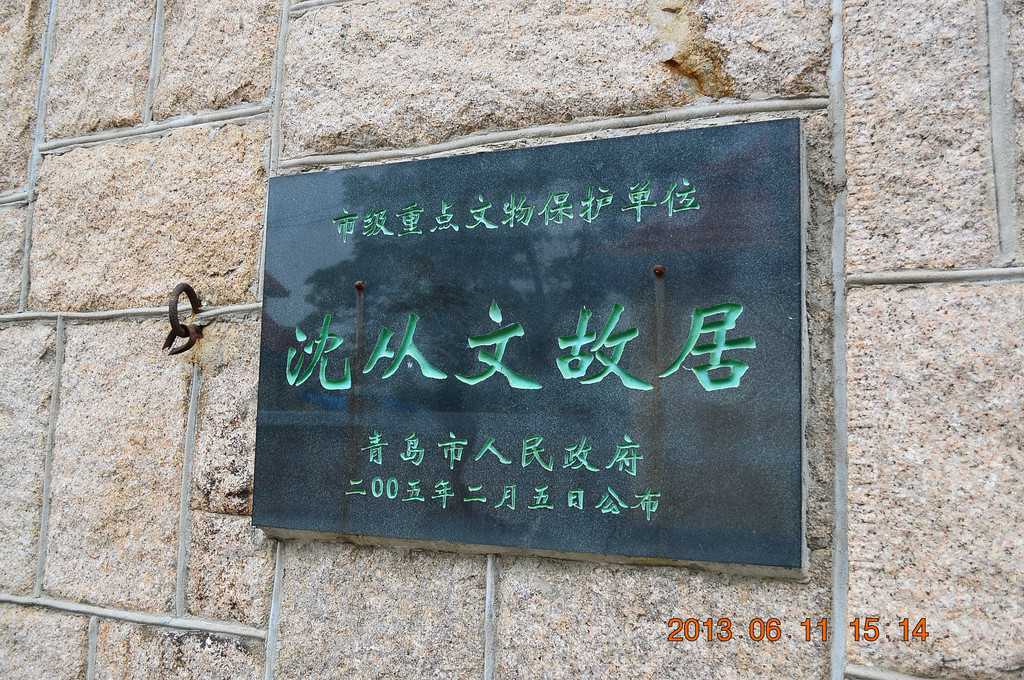 市级重点文物保护单位
沈从文故居
青岛市人民政府
二00五年二月五日公布
2013 06 11 15 14